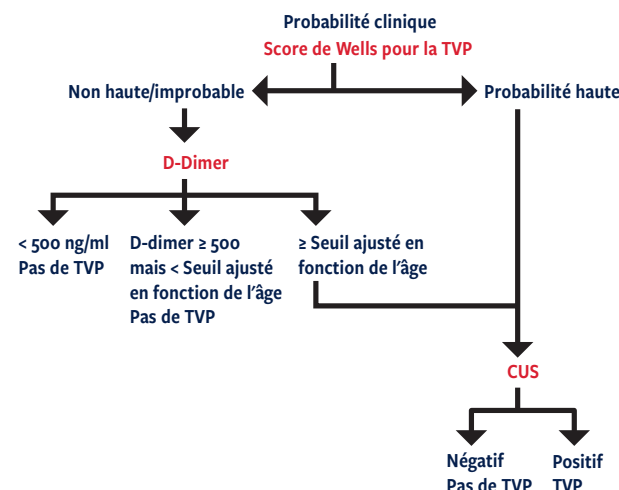 Probabilité clinique
Score de Wells pour la TVP
Non haute/improbable
Probabilité haute
D-Dimer
< 500 ng/ml
Pas de TVP
D-dimer ≥ 500
mais < Seuil ajusté
en fonction de l'âge
Pas de TVP
≥ Seuil ajusté en
fonction de l'âge
CUS
Négatif
Pas de TVP
Positif
TVP